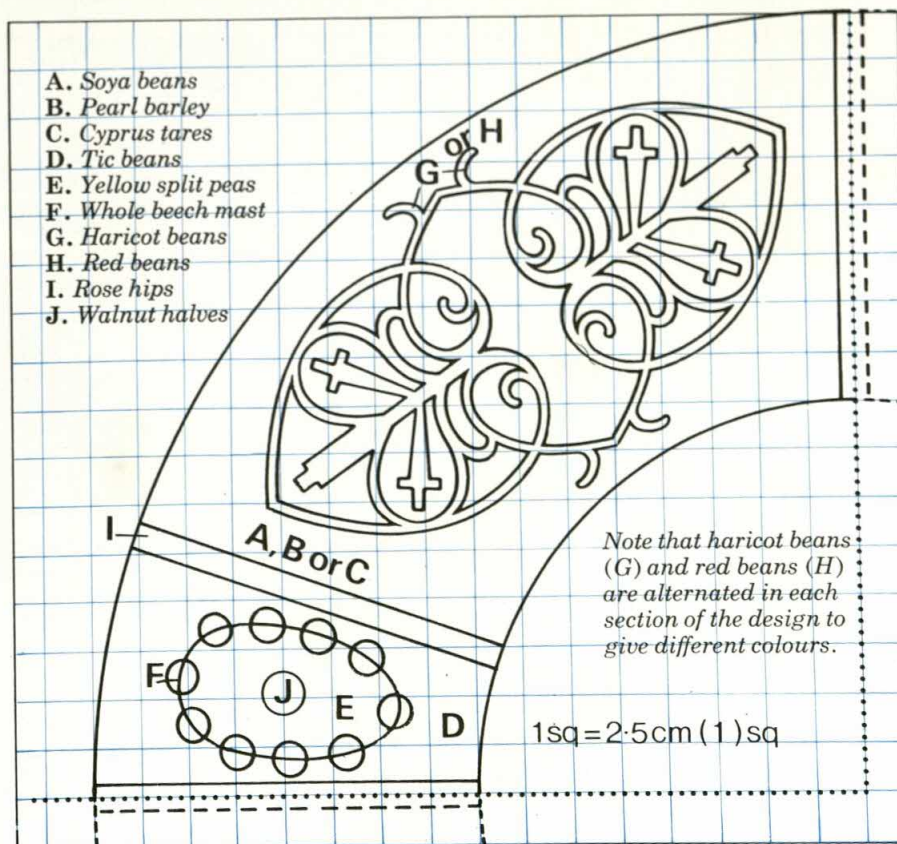 A. Soya beans
B. Pearl barley
C. Cyprus tares
D. Tic beans
E. Yellow split peas
F. Whole beech mast
G. Haricot beans
H. Red beans
I. Rose hips
J. Walnut halves
G or H
I
A, B or C
Note that haricot beans
(G) and red beans (H)
are alternated in each
section of the design to
give different colours.
F
J
E
D
1sq=2·5cm(1)sq